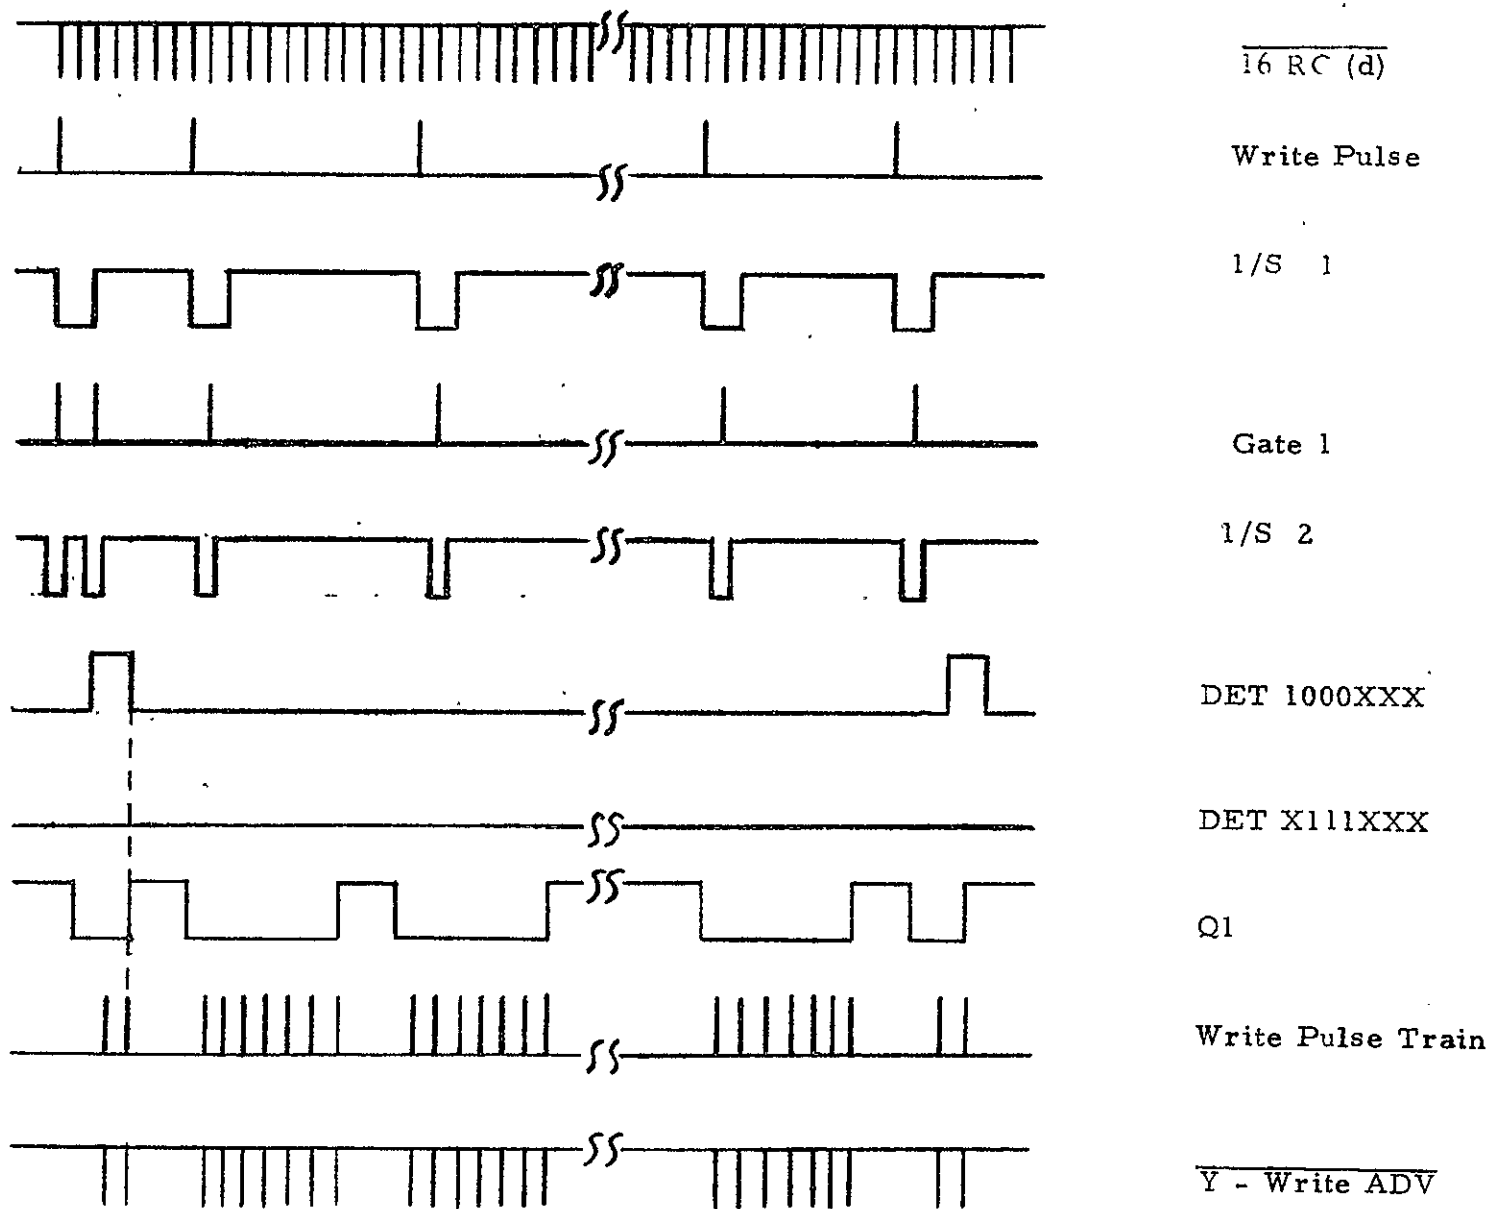 16 RC (d)
Write Pulse
1/S 1
Gate 1
1/S 2
DET 1000XXX
DET X111XXX
Q1
Write Pulse Train
Y - Write ADV